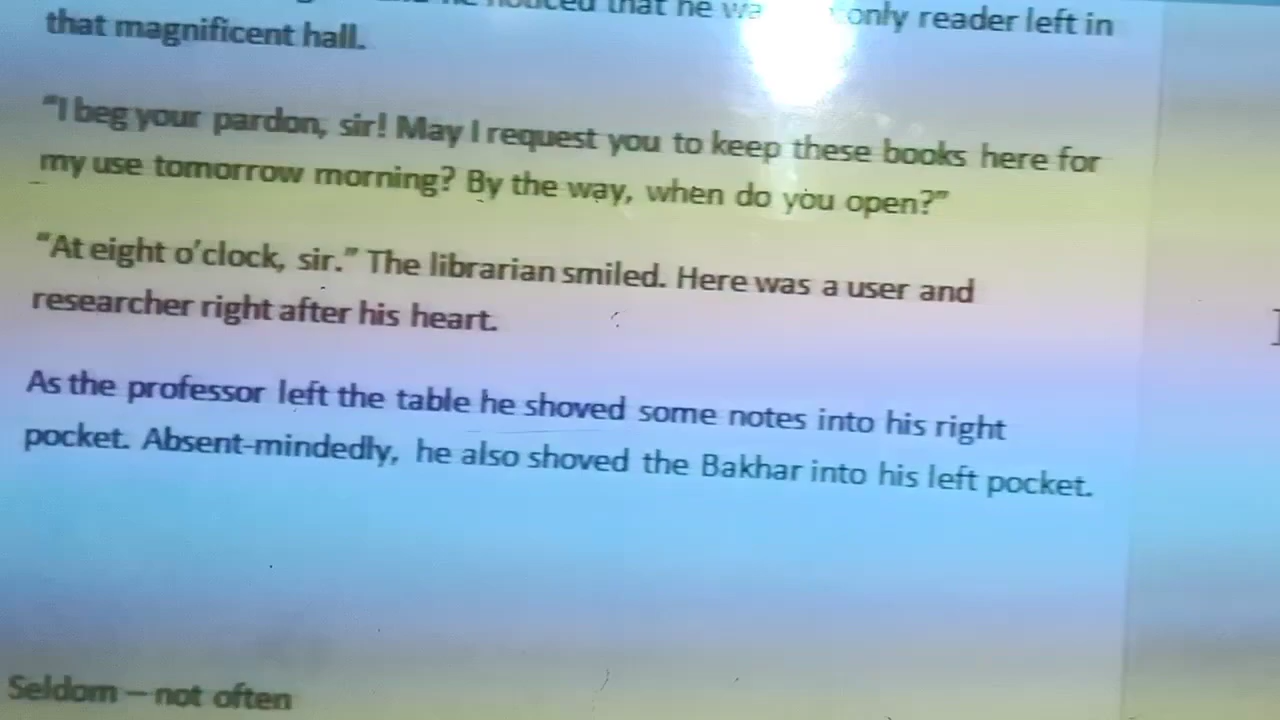 noticed that he only reader left in
that magnificent hall.
“I beg your pardon, sir! May I request you to keep these books here for
my use tomorrow morning? By the way, when do you open?”
“At eight o’clock, sir.” The librarian smiled. Here was a user and
researcher right after his heart.
As the professor left the table he shoved some notes into his right
pocket. Absent-mindedly, he also shoved the Bakhar into his left pocket.
Seldom – not often